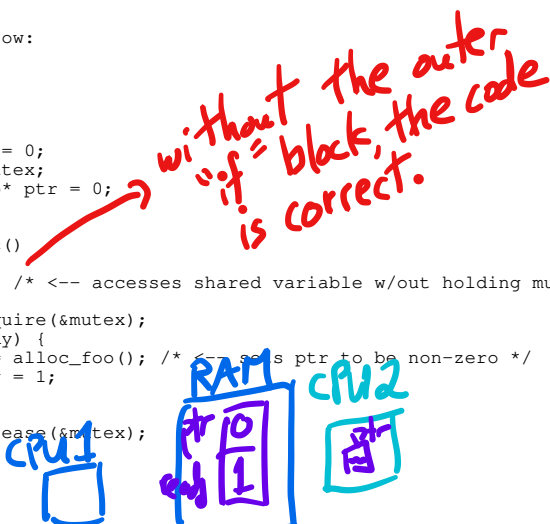 ow:
without the outer
"if" block, the code
is correct.
= 0;
tex;
* ptr = 0;
()
/* <-- accesses shared variable w/out holding mu
uire(&mutex);
y) {
= alloc_foo(); /* <-- sets ptr to be non-zero */
= 1;
RAM
CPU2
ease(&mutex);
CPU1
ptr 0
ptr
ready 1